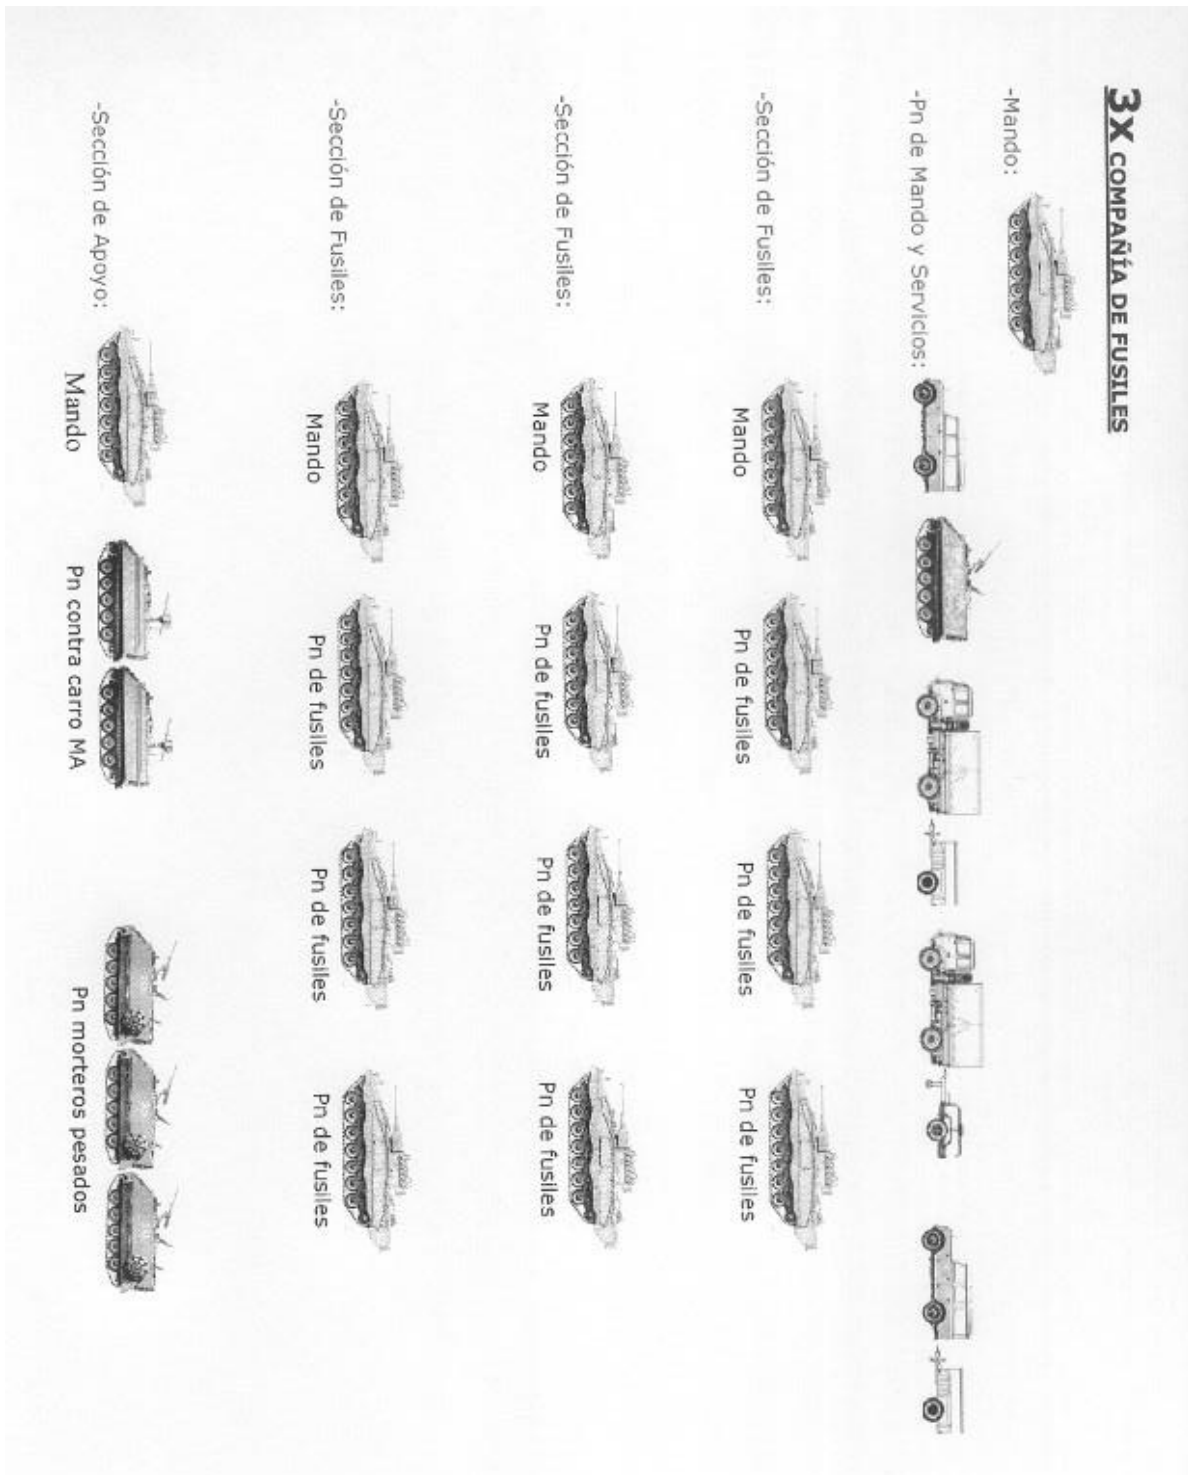 3X COMPAÑÍA DE FUSILES
-Mando:
-Pn de Mando y Servicios:
-Sección de Fusiles:
Mando
Pn de fusiles
Pn de fusiles
Pn de fusiles
-Sección de Fusiles:
Mando
Pn de fusiles
Pn de fusiles
Pn de fusiles
-Sección de Fusiles:
Mando
Pn de fusiles
Pn de fusiles
Pn de fusiles
-Sección de Apoyo:
Mando
Pn contra carro MA
Pn morteros pesados